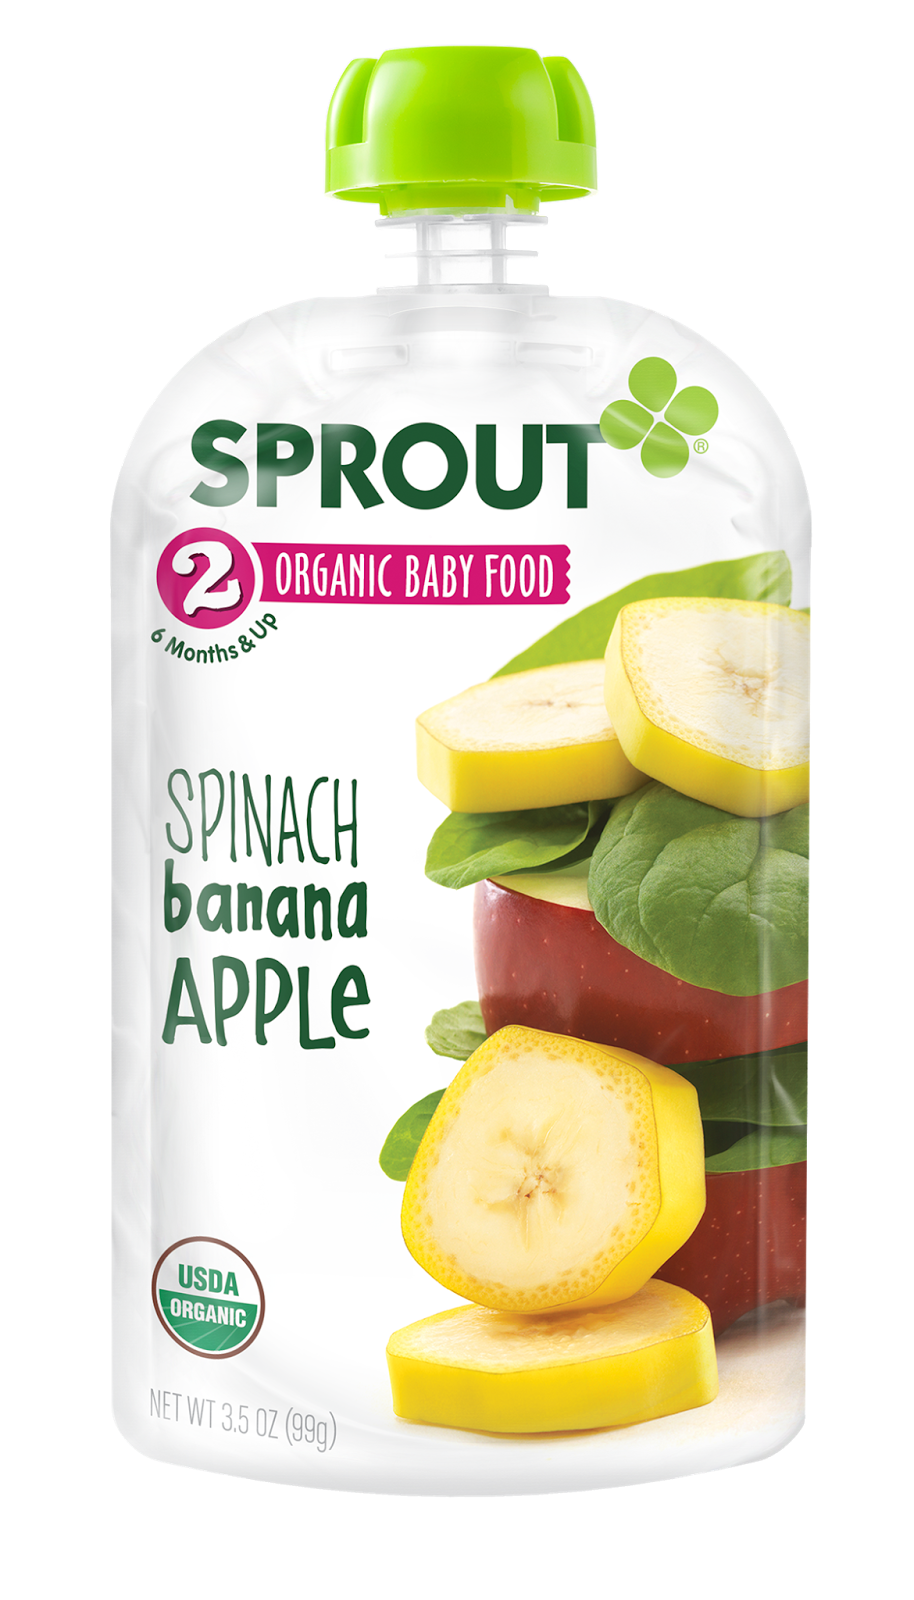 SPROUT®
2 ORGANIC BABY FOOD
6 Months & Up
SPINACH
banana
APPLe
USDA
ORGANIC
NET WT 3.5 OZ (99g)